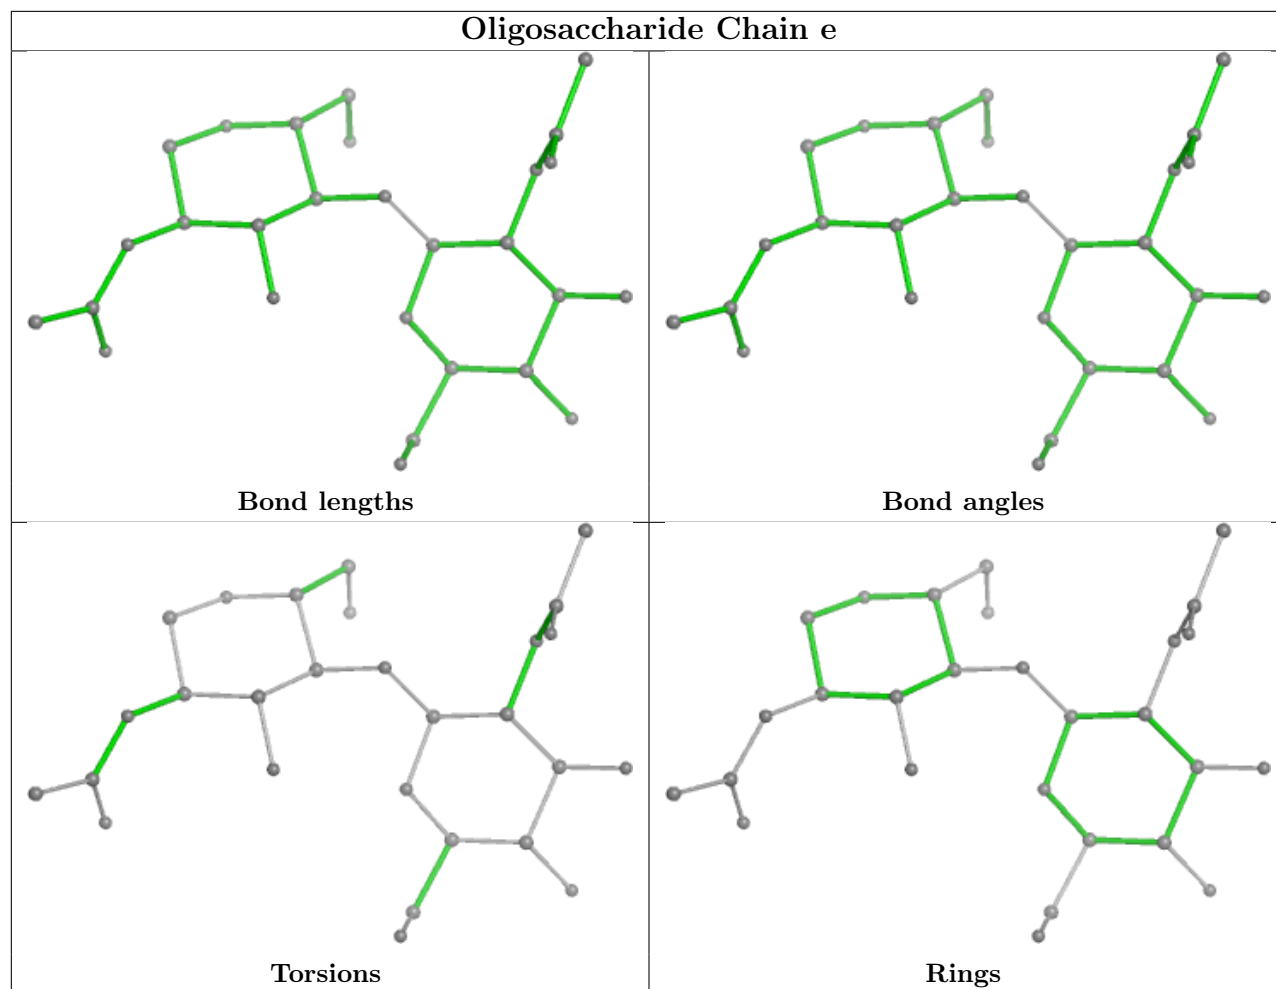 Oligosaccharide Chain e
Bond lengths
Bond angles
Torsions
Rings